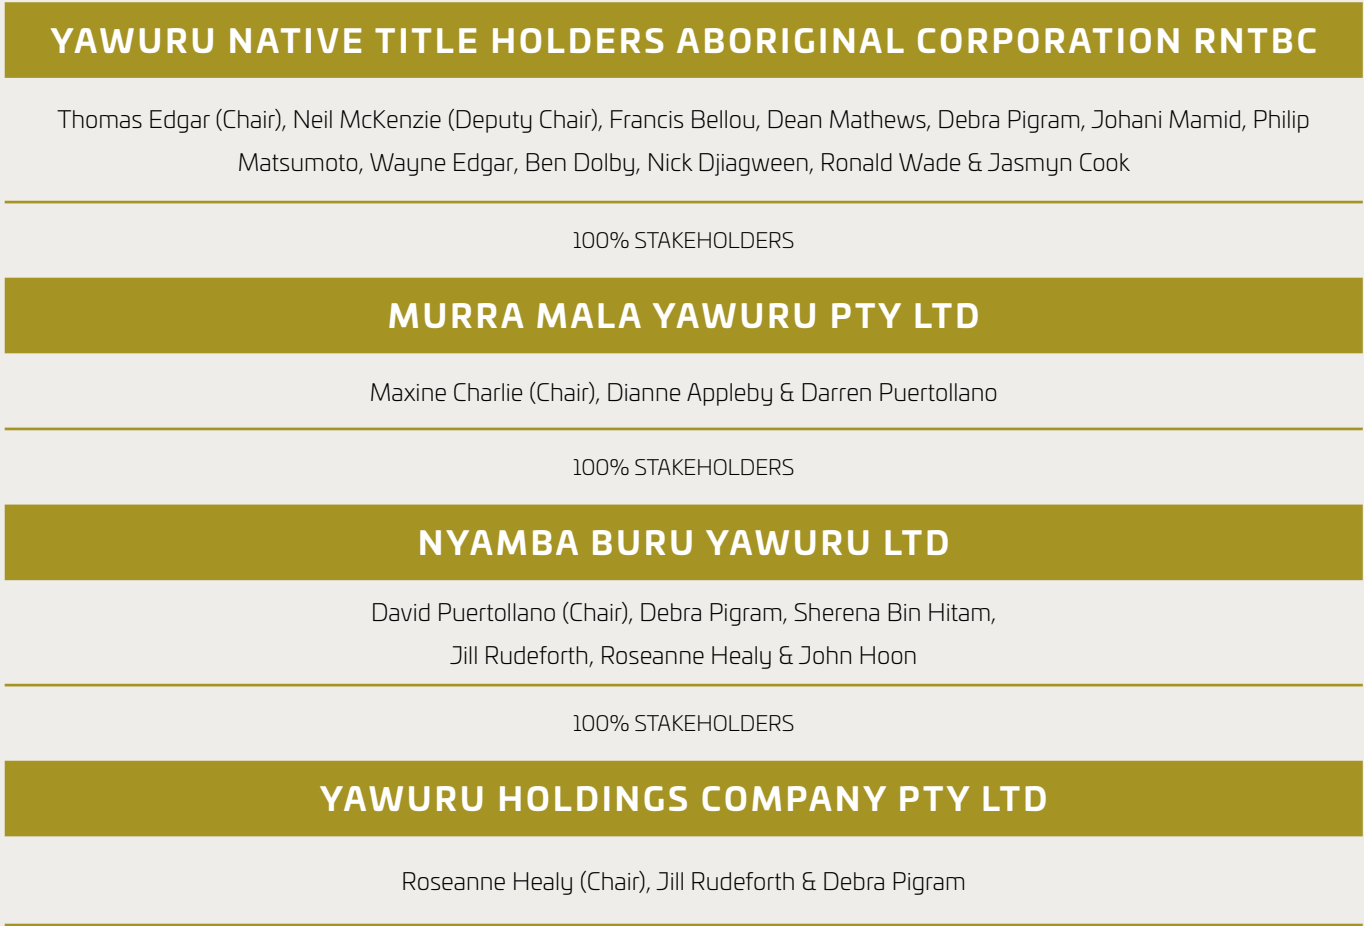 YAWURU NATIVE TITLE HOLDERS ABORIGINAL CORPORATION RNTBC
Thomas Edgar (Chair), Neil McKenzie (Deputy Chair), Francis Bellou, Dean Mathews, Debra Pigram, Johani Mamid, Philip
Matsumoto, Wayne Edgar, Ben Dolby, Nick Djiagween, Ronald Wade & Jasmyn Cook
100% STAKEHOLDERS
MURRA MALA YAWURU PTY LTD
Maxine Charlie (Chair), Dianne Appleby & Darren Puertollano
100% STAKEHOLDERS
NYAMBA BURU YAWURU LTD
David Puertollano (Chair), Debra Pigram, Sherena Bin Hitam,
Jill Rudeforth, Roseanne Healy & John Hoon
100% STAKEHOLDERS
YAWURU HOLDINGS COMPANY PTY LTD
Roseanne Healy (Chair), Jill Rudeforth & Debra Pigram